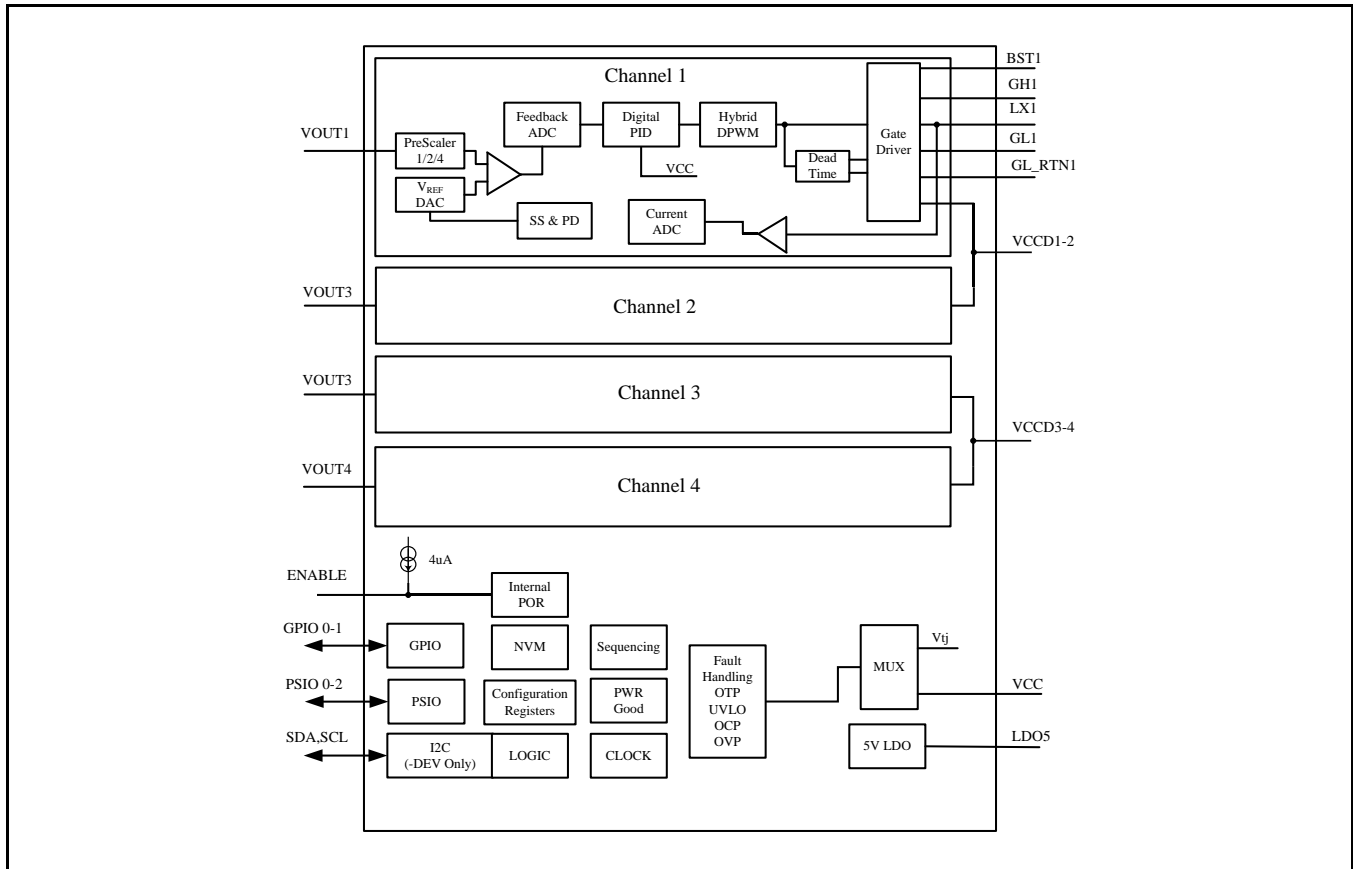 Channel 1
BST1
GH1
LX1
GL1
GL_RTN1
VCCD1-2
VOUT1
PreScaler
1/2/4
VREF
DAC
Feedback
ADC
Digital
PID
Hybrid
DPWM
VCC
Dead
Time
Gate
Driver
SS & PD
Current
ADC
VOUT3
Channel 2
VOUT3
Channel 3
VCCD3-4
VOUT4
Channel 4
4uA
ENABLE
Internal
POR
GPIO 0-1
GPIO
NVM
Sequencing
Fault
Handling
OTP
UVLO
OCP
OVP
MUX
Vtj
VCC
PSIO 0-2
PSIO
Configuration
Registers
PWR
Good
SDA,SCL
I2C
(-DEV Only)
LOGIC
CLOCK
5V LDO
LDO5